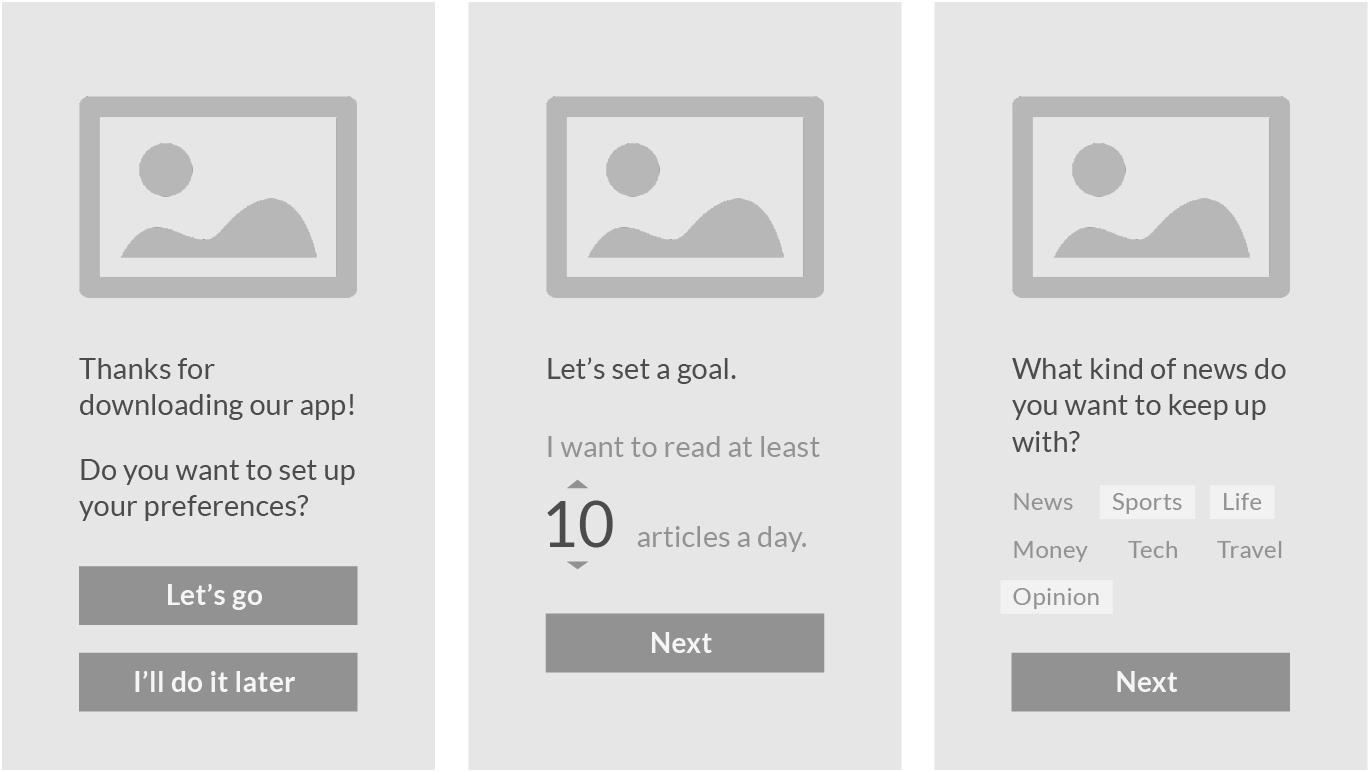 Thanks for
downloading our app!
Do you want to set up
your preferences?
Let’s go
I’ll do it later
Let’s set a goal.
I want to read at least
10 articles a day.
Next
What kind of news do
you want to keep up
with?
News Sports Life
Money Tech Travel
Opinion
Next